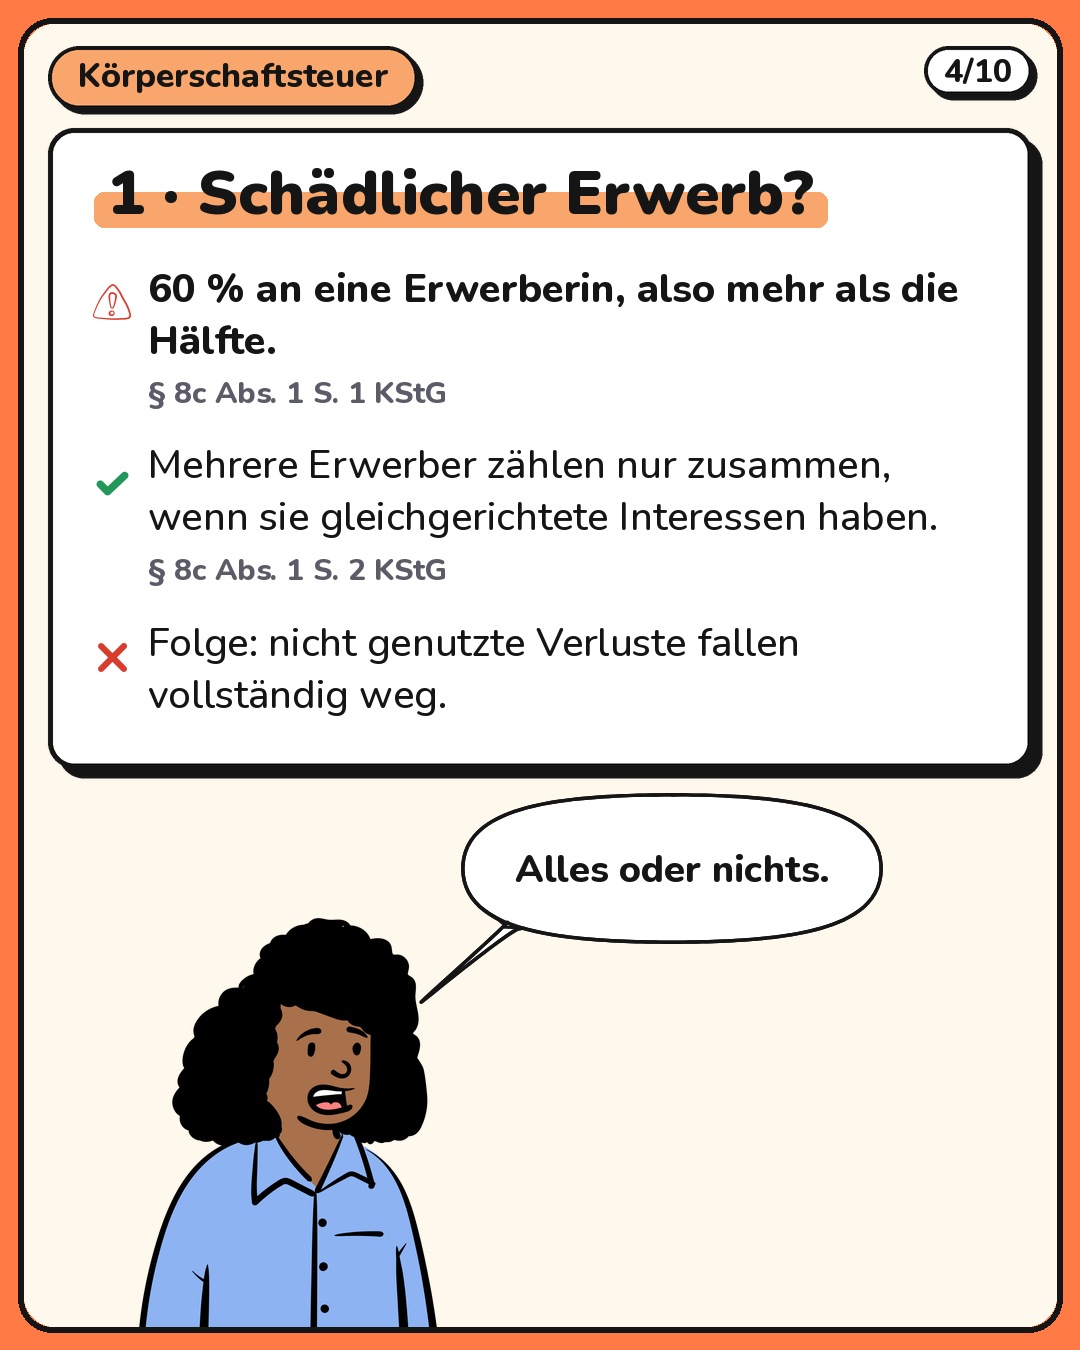 Körperschaftsteuer
4/10
1 · Schädlicher Erwerb?
60 % an eine Erwerberin, also mehr als die
Hälfte.
§ 8c Abs. 1 S. 1 KStG
Mehrere Erwerber zählen nur zusammen,
wenn sie gleichgerichtete Interessen haben.
§ 8c Abs. 1 S. 2 KStG
Folge: nicht genutzte Verluste fallen
vollständig weg.
Alles oder nichts.